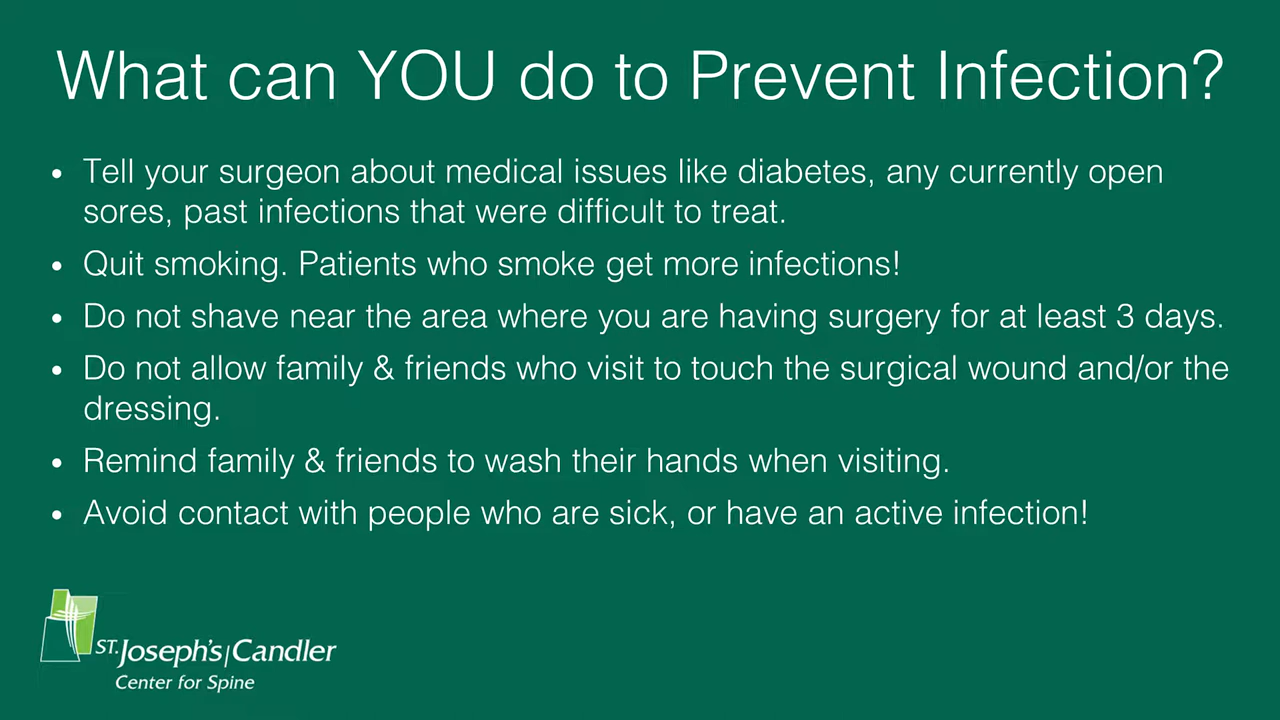 What can YOU do to Prevent Infection?
• Tell your surgeon about medical issues like diabetes, any currently open
sores, past infections that were difficult to treat.
• Quit smoking. Patients who smoke get more infections!
• Do not shave near the area where you are having surgery for at least 3 days.
• Do not allow family & friends who visit to touch the surgical wound and/or the
dressing.
• Remind family & friends to wash their hands when visiting.
• Avoid contact with people who are sick, or have an active infection!
ST. Joseph's|Candler
Center for Spine